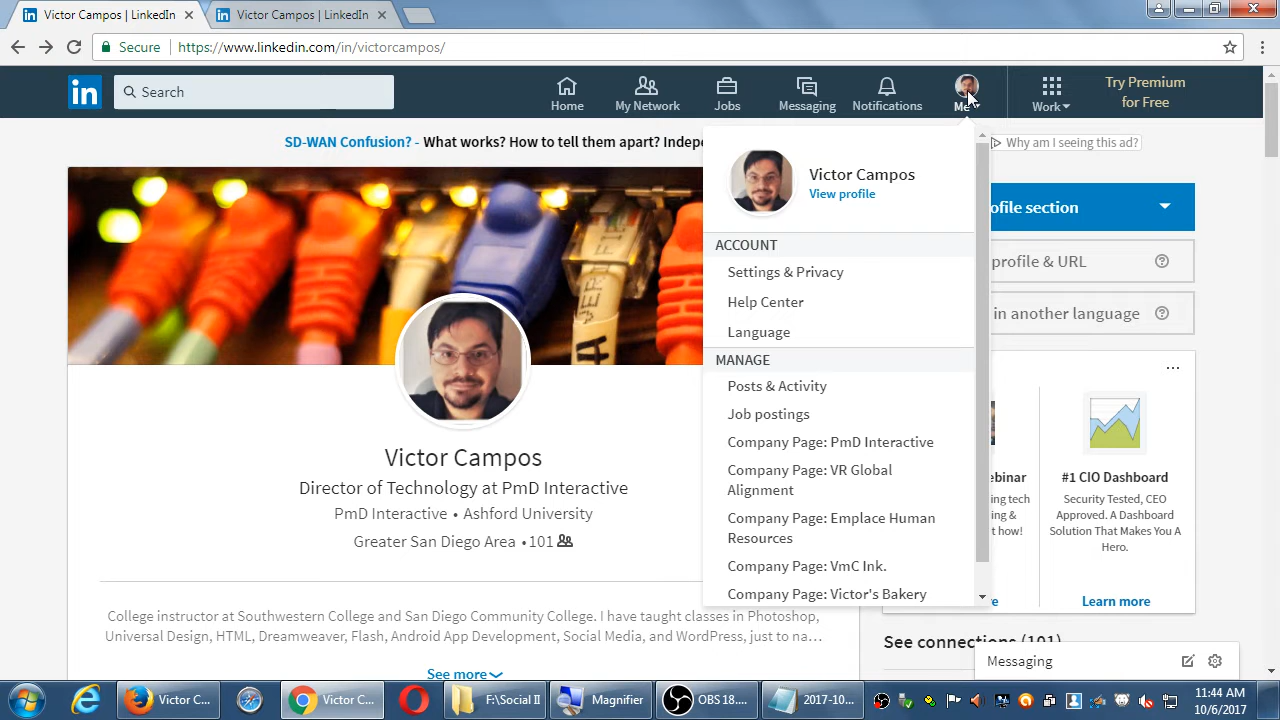 Victor Campos | LinkedIn
Victor Campos | LinkedIn
Secure
https://www.linkedin.com/in/victorcampos/
in
Search
Home
My Network
Jobs
Messaging
Notifications
Me
Work
Try Premium
for Free
SD-WAN Confusion? - What works? How to tell them apart?
Why am I seeing this ad?
Victor Campos
View profile
ACCOUNT
Settings & Privacy
Help Center
Language
MANAGE
Posts & Activity
Job postings
Company Page: PmD Interactive
Company Page: VR Global
Alignment
Company Page: Emplace Human
Resources
Company Page: VmC Ink.
Company Page: Victor's Bakery
section
profile & URL
in another language
Victor Campos
Director of Technology at PmD Interactive
PmD Interactive • Ashford University
Greater San Diego Area • 101
College instructor at Southwestern College and San Diego Community College. I have taught classes in Photoshop,
Universal Design, HTML, Dreamweaver, Flash, Android App Development, Social Media, and WordPress, just to na…
See more
tech
&
how!
#1 CIO Dashboard
Security Tested, CEO
Approved. A Dashboard
Solution That Makes You A
Hero.
Learn more
See connections (101)
Messaging
Victor C...
Victor C...
F:\Social II
Magnifier
OBS 18....
2017-10...
11:44 AM
10/6/2017